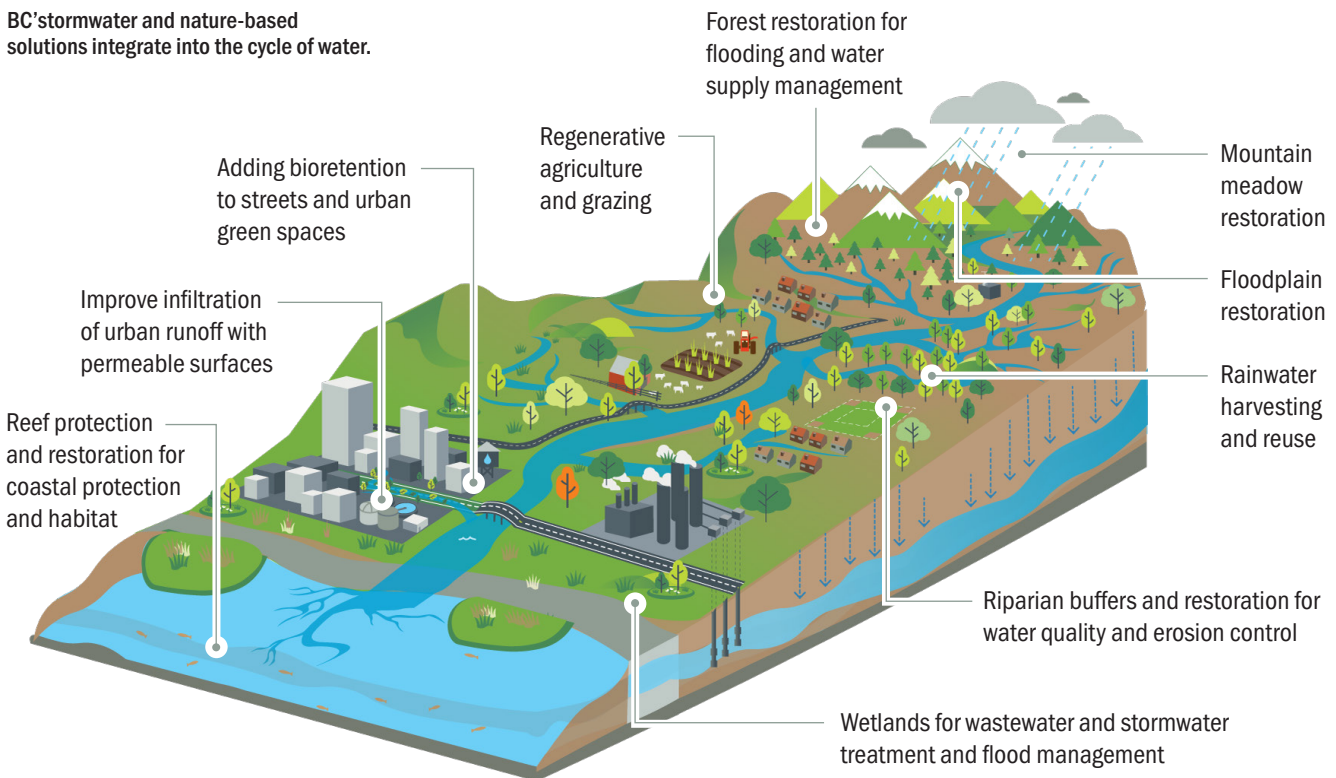 BC'stormwater and nature-based
solutions integrate into the cycle of water.
Forest restoration for
flooding and water
supply management
Regenerative
agriculture
and grazing
Adding bioretention
to streets and urban
green spaces
Improve infiltration
of urban runoff with
permeable surfaces
Reef protection
and restoration for
coastal protection
and habitat
Mountain
meadow
restoration
Floodplain
restoration
Rainwater
harvesting
and reuse
Riparian buffers and restoration for
water quality and erosion control
Wetlands for wastewater and stormwater
treatment and flood management